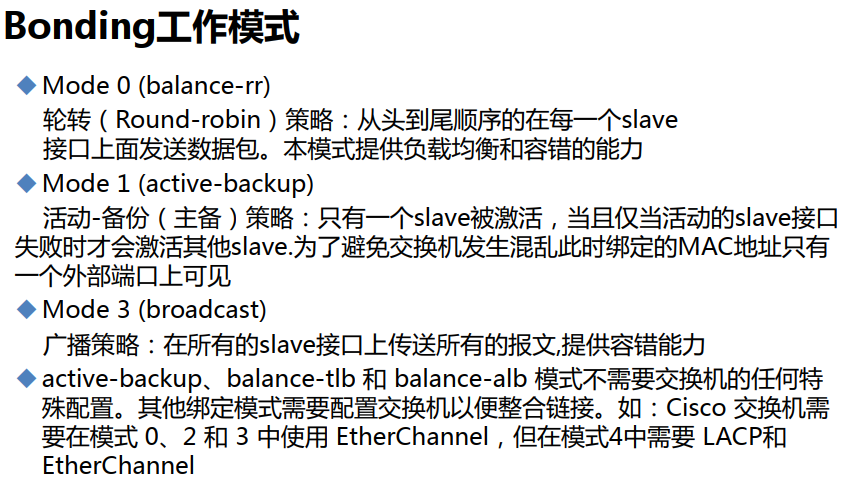 Bonding工作模式
Mode 0 (balance-rr)
轮转（Round-robin）策略：从头到尾顺序的在每一个slave
接口上面发送数据包。本模式提供负载均衡和容错的能力
Mode 1 (active-backup)
活动-备份（主备）策略：只有一个slave被激活，当且仅当活动的slave接口
失败时才会激活其他slave.为了避免交换机发生混乱此时绑定的MAC地址只有
一个外部端口上可见
Mode 3 (broadcast)
广播策略：在所有的slave接口上传送所有的报文,提供容错能力
active-backup、balance-tlb 和 balance-alb 模式不需要交换机的任何特
殊配置。其他绑定模式需要配置交换机以便整合链接。如：Cisco 交换机需
要在模式 0、2 和 3 中使用 EtherChannel，但在模式4中需要 LACP和
EtherChannel